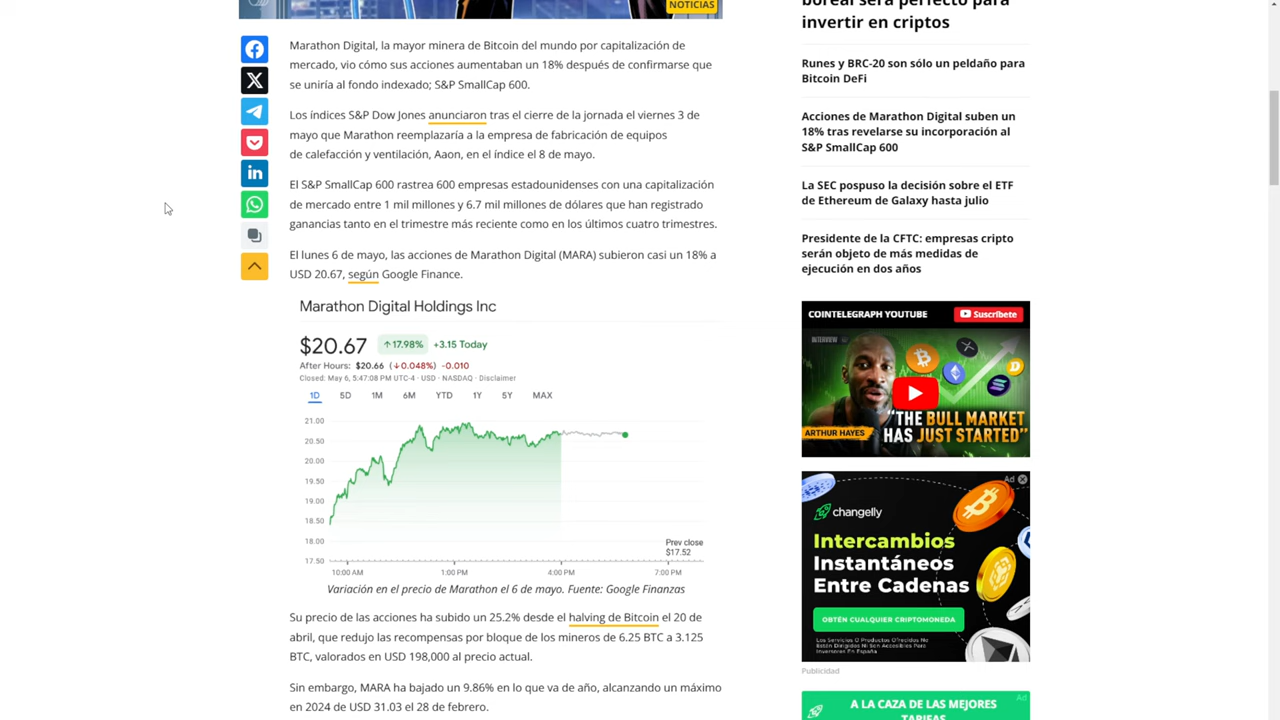 NOTICIAS
Marathon Digital, la mayor minera de Bitcoin del mundo por capitalización de
mercado, vio cómo sus acciones aumentaban un 18% después de confirmarse que
se uniría al fondo indexado; S&P SmallCap 600.
Los índices S&P Dow Jones anunciaron tras el cierre de la jornada el viernes 3 de
mayo que Marathon reemplazaría a la empresa de fabricación de equipos
de calefacción y ventilación, Aaon, en el índice el 8 de mayo.
El S&P SmallCap 600 rastrea 600 empresas estadounidenses con una capitalización
de mercado entre 1 mil millones y 6.7 mil millones de dólares que han registrado
ganancias tanto en el trimestre más reciente como en los últimos cuatro trimestres.
El lunes 6 de mayo, las acciones de Marathon Digital (MARA) subieron casi un 18% a
USD 20.67, según Google Finance.
Marathon Digital Holdings Inc
$20.67 ↑17.98% +3.15 Today
After Hours: $20.66 (↓0.048%) -0.010
Closed: May 6, 5:47:08 PM UTC-4 · USD · NASDAQ · Disclaimer
1D 5D 1M 6M YTD 1Y 5Y MAX
21.00
20.50
20.00
19.50
19.00
18.50
18.00
17.50
Prev close
$17.52
10:00 AM 1:00 PM 4:00 PM 7:00 PM
Variación en el precio de Marathon el 6 de mayo. Fuente: Google Finanzas
Su precio de las acciones ha subido un 25.2% desde el halving de Bitcoin el 20 de
abril, que redujo las recompensas por bloque de los mineros de 6.25 BTC a 3.125
BTC, valorados en USD 198,000 al precio actual.
Sin embargo, MARA ha bajado un 9.86% en lo que va de año, alcanzando un máximo
en 2024 de USD 31.03 el 28 de febrero.
boreal será perfecto para
invertir en criptos
Runes y BRC-20 son sólo un peldaño para
Bitcoin DeFi
Acciones de Marathon Digital suben un
18% tras revelarse su incorporación al
S&P SmallCap 600
La SEC pospuso la decisión sobre el ETF
de Ethereum de Galaxy hasta julio
Presidente de la CFTC: empresas cripto
serán objeto de más medidas de
ejecución en dos años
COINTELEGRAPH YOUTUBE
Suscríbete
INTERVIEW
ARTHUR HAYES
"THE BULL MARKET
HAS JUST STARTED"
Ad
changelly
Intercambios
Instantáneos
Entre Cadenas
OBTÉN CUALQUIER CRIPTOMONEDA
Los Servicios O Productos Ofrecidos No
Están Dirigidos Ni Son Accesibles Para
Inversores En España
Publicidad
Ad
A LA CAZA DE LAS MEJORES
TARIFAS